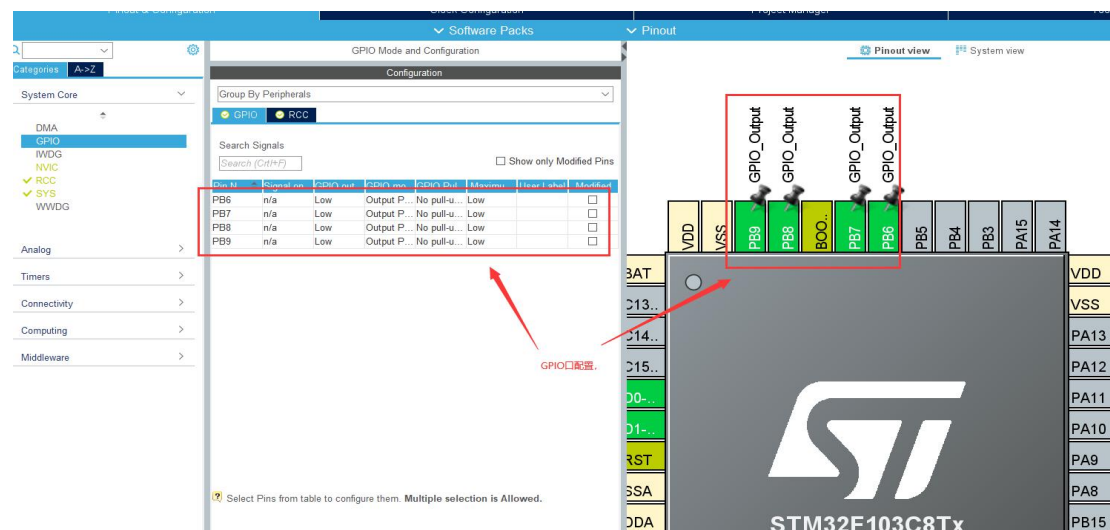 Software Packs
Pinout
GPIO Mode and Configuration
Pinout view
System view
Categories
A->Z
Configuration
System Core
Group By Peripherals
GPIO
RCC
DMA
GPIO
IWDG
NVIC
RCC
SYS
WWDG
Search Signals
Search (Crtl+F)
Show only Modified Pins
Pin N...
Signal on...
GPIO out...
GPIO mo...
GPIO Pul...
Maximu...
User Label
Modified
PB6 n/a Low Output P... No pull-u... Low
PB7 n/a Low Output P... No pull-u... Low
PB8 n/a Low Output P... No pull-u... Low
PB9 n/a Low Output P... No pull-u... Low
Analog
Timers
Connectivity
Computing
Middleware
GPIO口配置.
Select Pins from table to configure them. Multiple selection is Allowed.
GPIO_Output
GPIO_Output
GPIO_Output
GPIO_Output
VDD
VSS
PB9
PB8
BOO..
PB7
PB6
PB5
PB4
PB3
PA15
PA14
BAT
C13..
C14..
C15..
D0-..
D1-..
RST
SSA
DDA
VDD
VSS
PA13
PA12
PA11
PA10
PA9
PA8
PB15
ST
STM32F103C8Tx